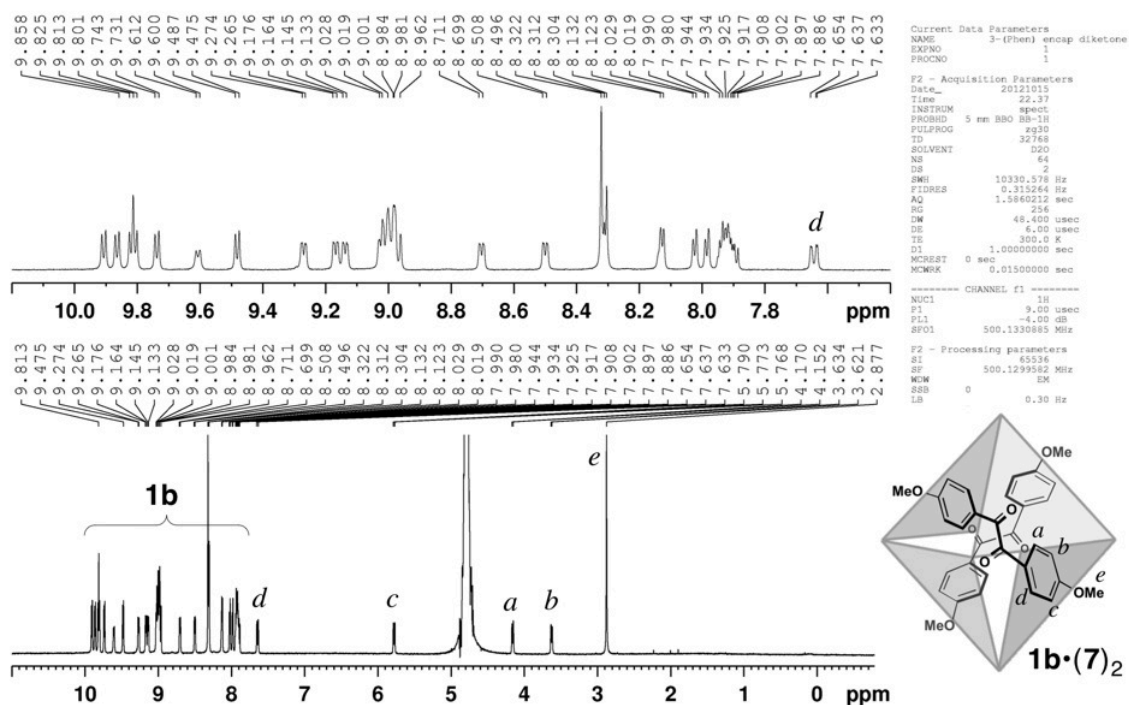 9.858 9.825 9.813 9.801 9.743 9.731 9.612 9.600 9.487 9.475 9.274 9.265 9.176 9.164 9.145 9.133 9.028 9.019 9.001 8.984 8.981 8.962 8.711 8.699 8.508 8.496 8.322 8.312 8.304 8.132 8.123 8.029 8.019 7.990 7.980 7.944 7.934 7.925 7.917 7.908 7.902 7.897 7.886 7.654 7.637 7.633
d
10.0 9.8 9.6 9.4 9.2 9.0 8.8 8.6 8.4 8.2 8.0 7.8 ppm
9.813 9.475 9.274 9.265 9.176 9.164 9.145 9.133 9.028 9.019 9.001 8.984 8.981 8.962 8.711 8.699 8.508 8.496 8.322 8.312 8.304 8.132 8.123 8.029 8.019 7.990 7.980 7.944 7.934 7.925 7.917 7.908 7.902 7.897 7.886 7.654 7.637 7.633 5.790 5.773 5.768 4.170 4.152 3.634 3.621 2.877
1b
d c a b e
10 9 8 7 6 5 4 3 2 1 0 ppm
Current Data Parameters
NAME 3-(Phen) encap diketone
EXPNO 1
PROCNO 1
F2 - Acquisition Parameters
Date_ 20121015
Time 22.37
INSTRUM spect
PROBHD 5 mm BBO BB-1H
PULPROG zg30
TD 32768
SOLVENT D2O
NS 64
DS 2
SWH 10330.578 Hz
FIDRES 0.315264 Hz
AQ 1.5860212 sec
RG 256
DW 48.400 usec
DE 6.00 usec
TE 300.0 K
D1 1.00000000 sec
MCREST 0 sec
MCWRK 0.01500000 sec
======== CHANNEL f1 ========
NUC1 1H
P1 9.00 usec
PL1 -4.00 dB
SFO1 500.1330885 MHz
F2 - Processing parameters
SI 65536
SF 500.1299582 MHz
WDW EM
SSB 0
LB 0.30 Hz
OMe
MeO
O
O
O
O
a
b
e
OMe
d
c
MeO
1b•(7)2